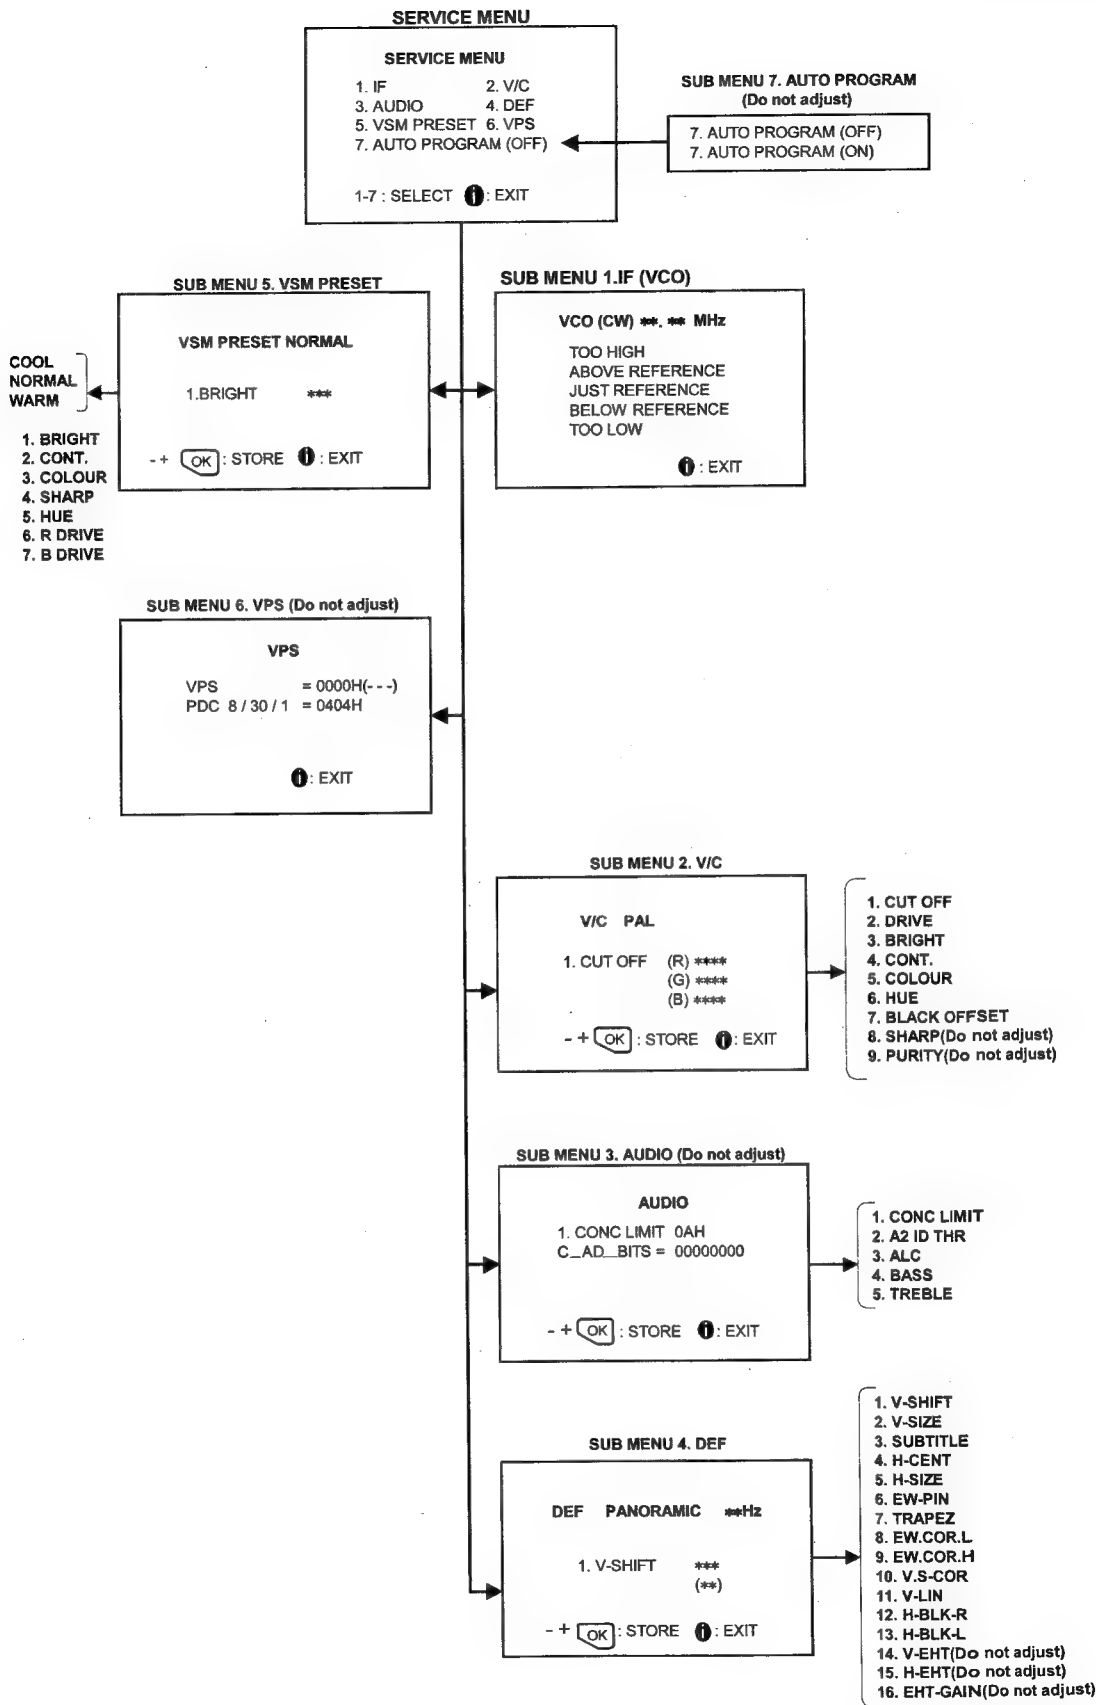 SERVICE MENU
SERVICE MENU
1. IF 2. V/C
3. AUDIO 4. DEF
5. VSM PRESET 6. VPS
7. AUTO PROGRAM (OFF)
1-7 : SELECT i : EXIT
SUB MENU 7. AUTO PROGRAM
(Do not adjust)
7. AUTO PROGRAM (OFF)
7. AUTO PROGRAM (ON)
SUB MENU 5. VSM PRESET
VSM PRESET NORMAL
1.BRIGHT ***
- + OK : STORE i : EXIT
COOL
NORMAL
WARM
1. BRIGHT
2. CONT.
3. COLOUR
4. SHARP
5. HUE
6. R DRIVE
7. B DRIVE
SUB MENU 1.IF (VCO)
VCO (CW) **. ** MHz
TOO HIGH
ABOVE REFERENCE
JUST REFERENCE
BELOW REFERENCE
TOO LOW
i : EXIT
SUB MENU 6. VPS (Do not adjust)
VPS
VPS = 0000H(- - -)
PDC 8 / 30 / 1 = 0404H
i : EXIT
SUB MENU 2. V/C
V/C PAL
1. CUT OFF (R) ****
(G) ****
(B) ****
- + OK : STORE i : EXIT
1. CUT OFF
2. DRIVE
3. BRIGHT
4. CONT.
5. COLOUR
6. HUE
7. BLACK OFFSET
8. SHARP(Do not adjust)
9. PURITY(Do not adjust)
SUB MENU 3. AUDIO (Do not adjust)
AUDIO
1. CONC LIMIT 0AH
C_AD_BITS = 00000000
- + OK : STORE i : EXIT
1. CONC LIMIT
2. A2 ID THR
3. ALC
4. BASS
5. TREBLE
SUB MENU 4. DEF
DEF PANORAMIC **Hz
1. V-SHIFT ***
(**)
- + OK : STORE i : EXIT
1. V-SHIFT
2. V-SIZE
3. SUBTITLE
4. H-CENT
5. H-SIZE
6. EW-PIN
7. TRAPEZ
8. EW.COR.L
9. EW.COR.H
10. V.S-COR
11. V-LIN
12. H-BLK-R
13. H-BLK-L
14. V-EHT(Do not adjust)
15. H-EHT(Do not adjust)
16. EHT-GAIN(Do not adjust)